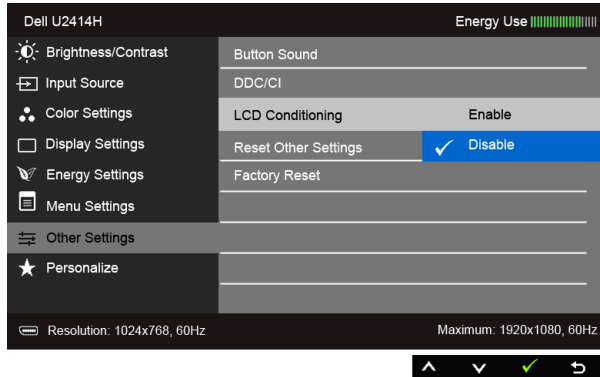 Dell U2414H
Energy Use
Brightness/Contrast
Button Sound
Input Source
DDC/CI
Color Settings
LCD Conditioning
Enable
Display Settings
Reset Other Settings
Disable
Energy Settings
Factory Reset
Menu Settings
Other Settings
Personalize
Resolution: 1024x768, 60Hz
Maximum: 1920x1080, 60Hz